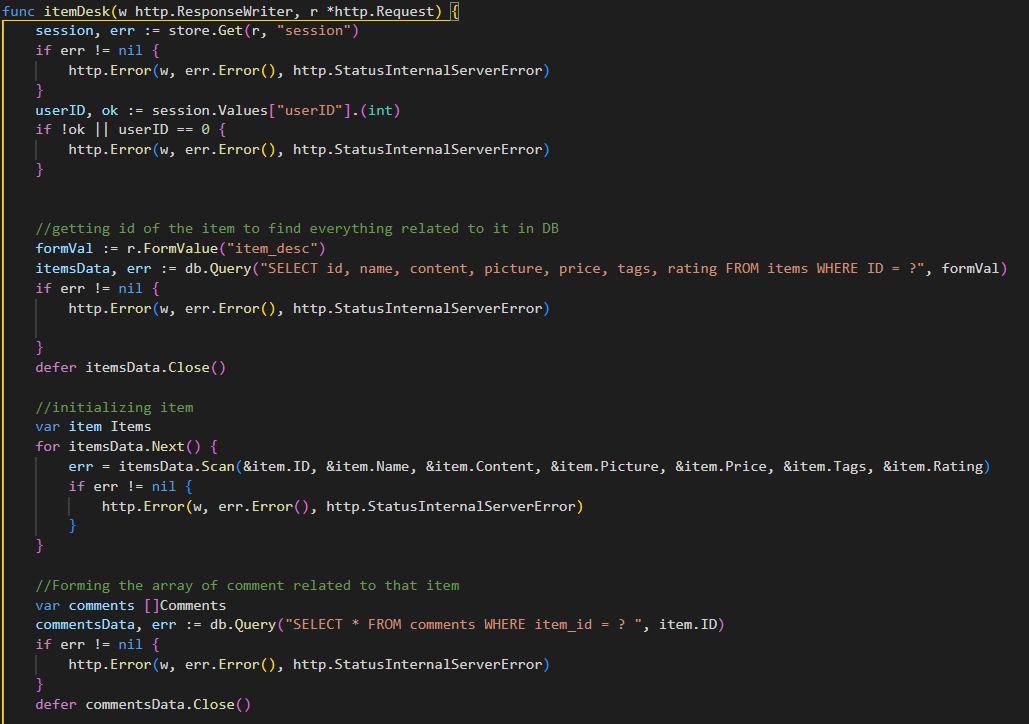 func itemDesk(w http.ResponseWriter, r *http.Request) {
    session, err := store.Get(r, "session")
    if err != nil {
        http.Error(w, err.Error(), http.StatusInternalServerError)
    }
    userID, ok := session.Values["userID"].(int)
    if !ok || userID == 0 {
        http.Error(w, err.Error(), http.StatusInternalServerError)
    }
    //getting id of the item to find everything related to it in DB
    formVal := r.FormValue("item_desc")
    itemsData, err := db.Query("SELECT id, name, content, picture, price, tags, rating FROM items WHERE ID = ?", formVal)
    if err != nil {
        http.Error(w, err.Error(), http.StatusInternalServerError)
    }
    defer itemsData.Close()
    //initializing item
    var item Items
    for itemsData.Next() {
        err = itemsData.Scan(&item.ID, &item.Name, &item.Content, &item.Picture, &item.Price, &item.Tags, &item.Rating)
        if err != nil {
            http.Error(w, err.Error(), http.StatusInternalServerError)
        }
    }
    //Forming the array of comment related to that item
    var comments []Comments
    commentsData, err := db.Query("SELECT * FROM comments WHERE item_id = ? ", item.ID)
    if err != nil {
        http.Error(w, err.Error(), http.StatusInternalServerError)
    }
    defer commentsData.Close()